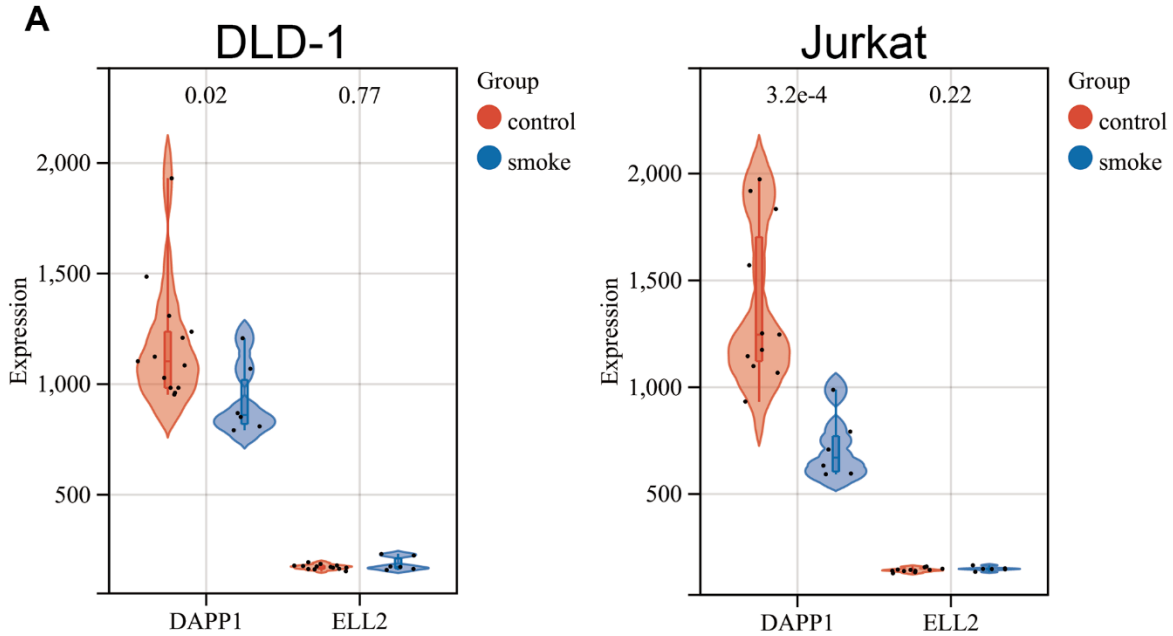 A
DLD-1
0.02 0.77
Group
control
smoke
2,000
1,500
1,000
500
Expression
DAPP1 ELL2
Jurkat
3.2e-4 0.22
Group
control
smoke
2,000
1,500
1,000
500
Expression
DAPP1 ELL2